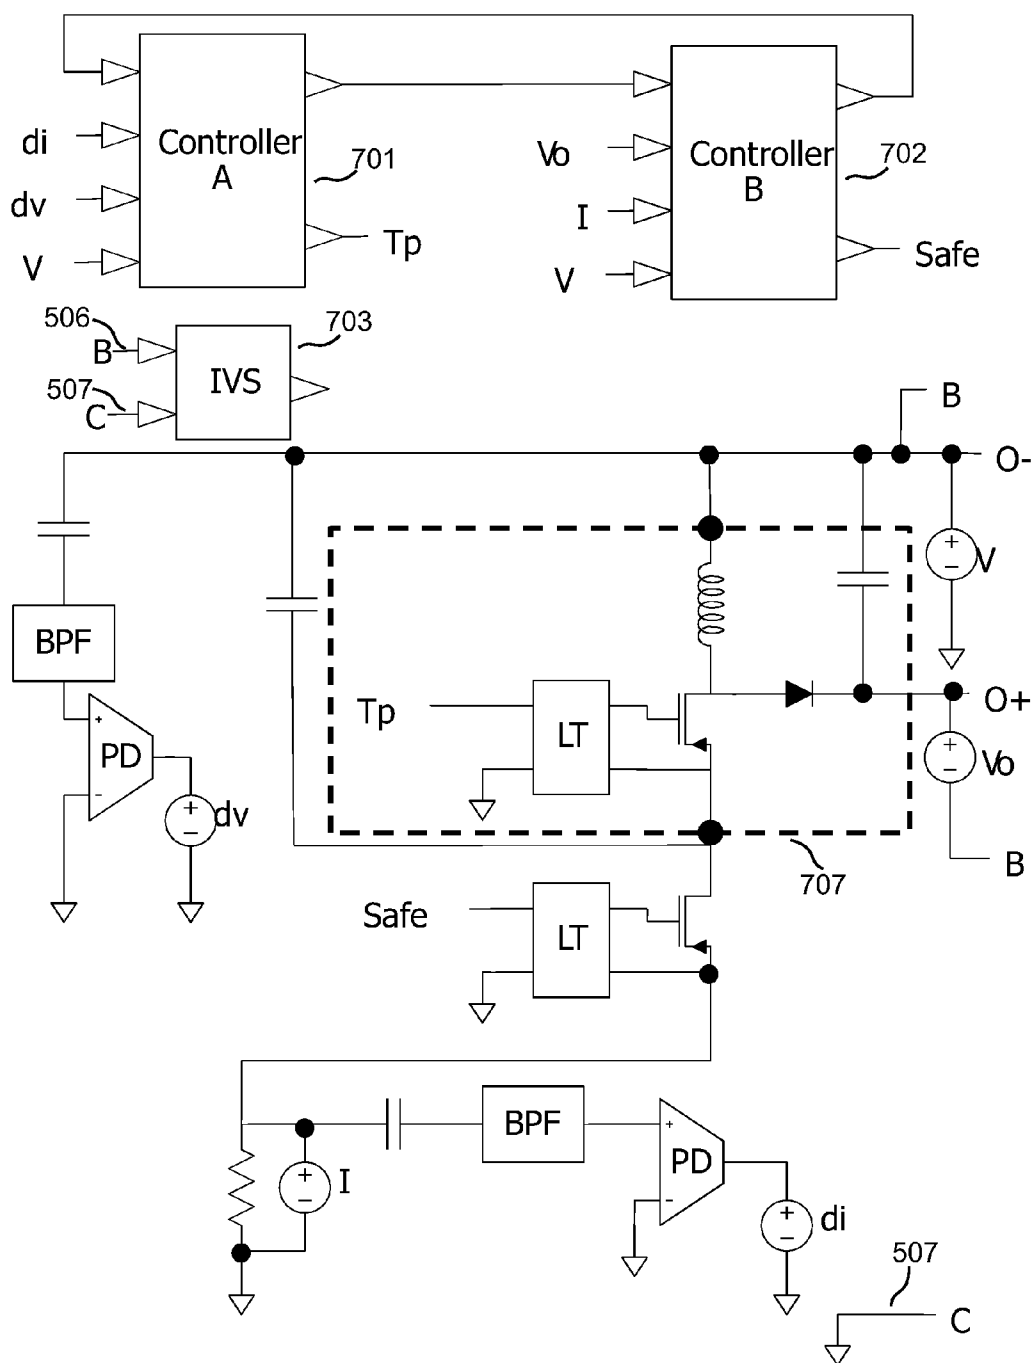 di
dv
V
Controller
A
701
Tp
Vo
I
V
Controller
B
702
Safe
506
B
507
C
IVS
703
B
O-
+
−
V
BPF
+
PD
−
+
−
dv
Tp
LT
O+
+
−
Vo
B
707
Safe
LT
+
−
I
BPF
+
PD
−
+
−
di
507
C